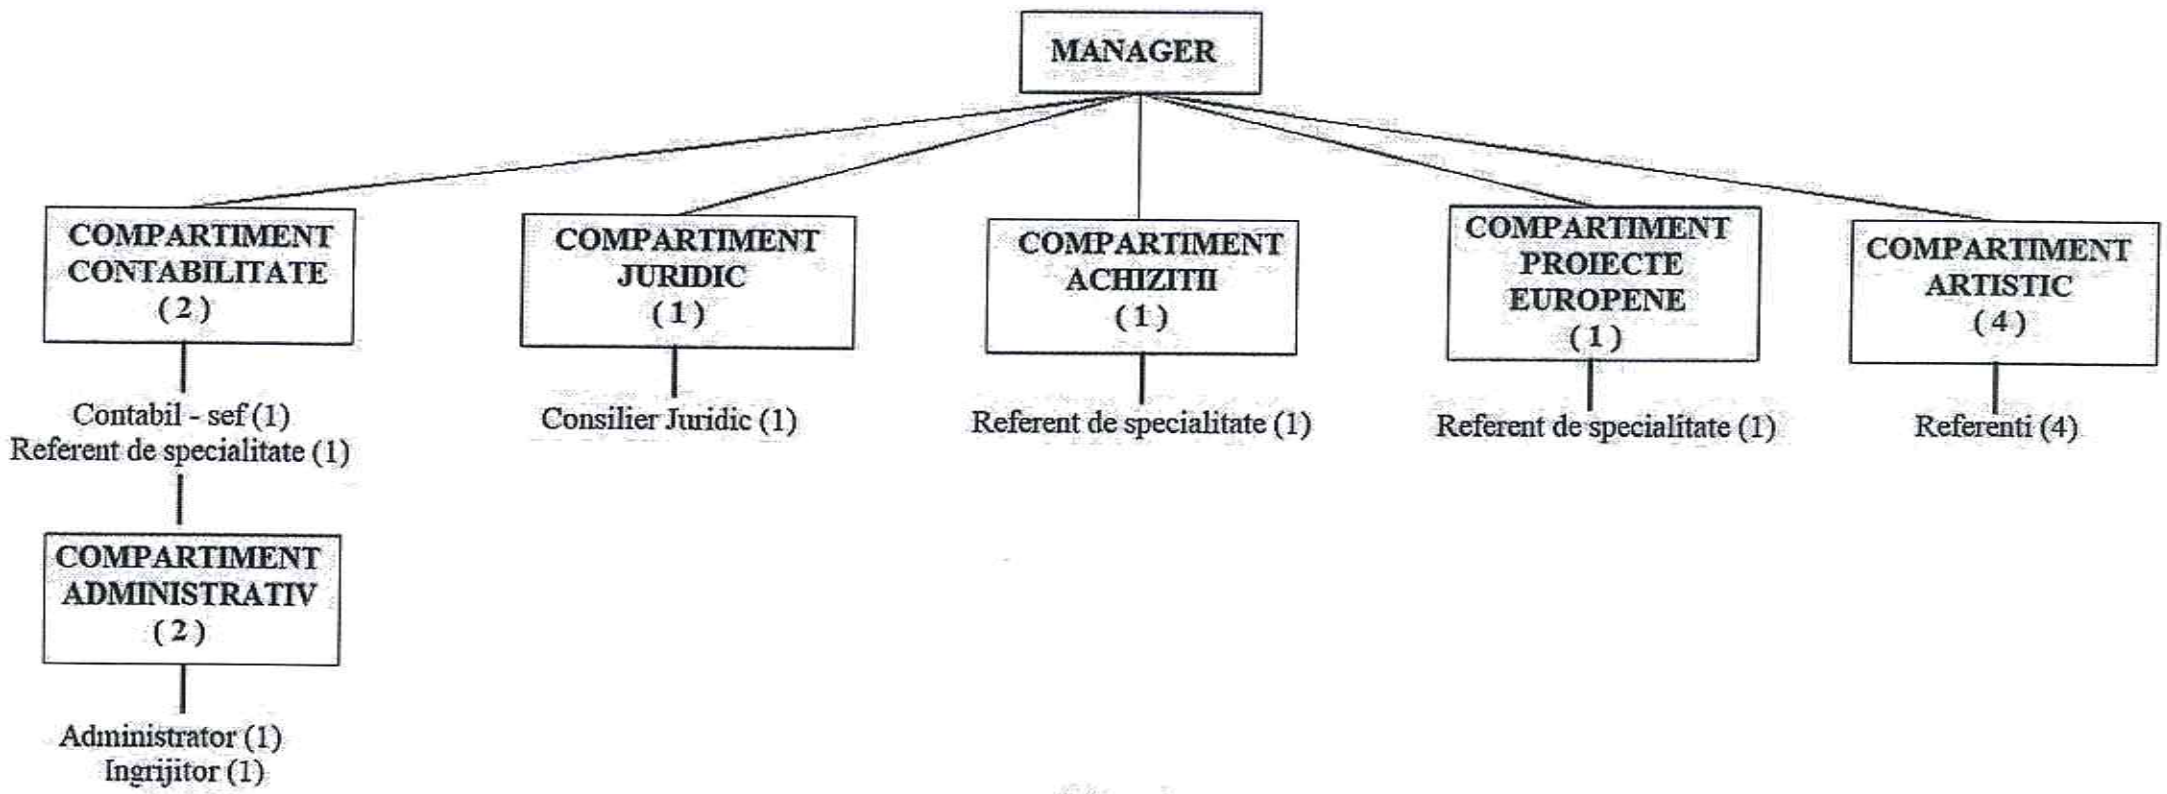 MANAGER
COMPARTIMENT
CONTABILITATE
(2)
COMPARTIMENT
JURIDIC
(1)
COMPARTIMENT
ACHIZITII
(1)
COMPARTIMENT
PROIECTE
EUROPENE
(1)
COMPARTIMENT
ARTISTIC
(4)
Contabil - sef (1)
Referent de specialitate (1)
Consilier Juridic (1)
Referent de specialitate (1)
Referent de specialitate (1)
Referenti (4)
COMPARTIMENT
ADMINISTRATIV
(2)
Administrator (1)
Ingrijitor (1)